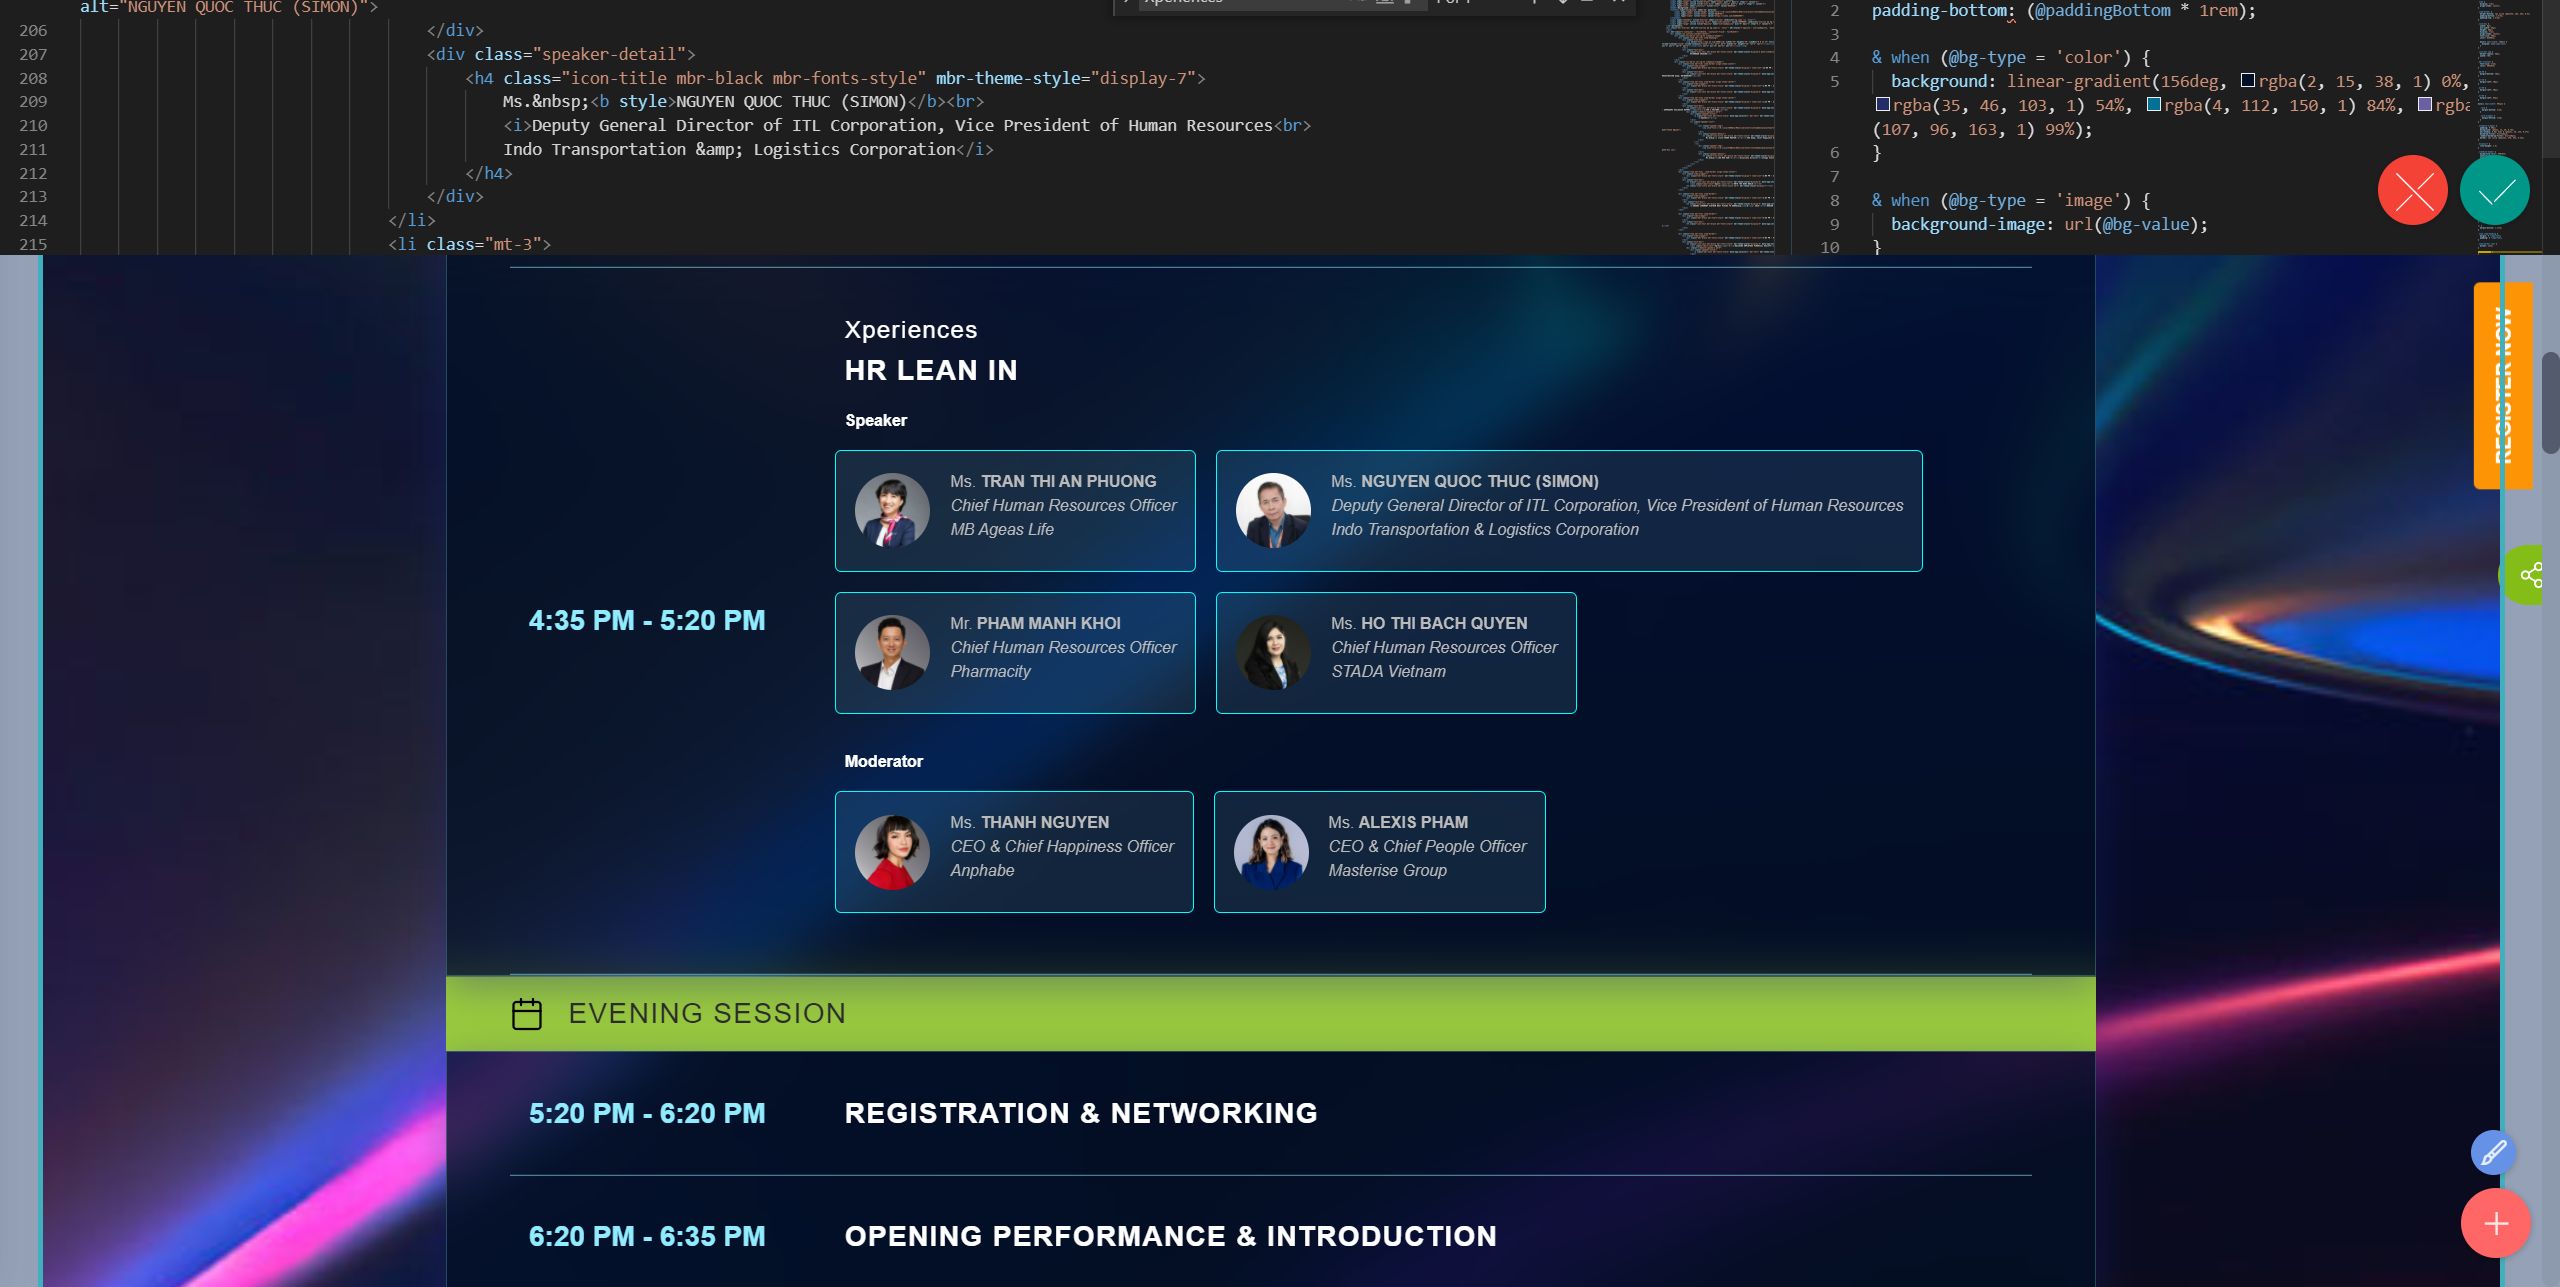 alt="NGUYEN QUOC THUC (SIMON)">
206 </div>
207 <div class="speaker-detail">
208 <h4 class="icon-title mbr-black mbr-fonts-style" mbr-theme-style="display-7">
209 Ms.&nbsp;<b style>NGUYEN QUOC THUC (SIMON)</b><br>
210 <i>Deputy General Director of ITL Corporation, Vice President of Human Resources<br>
211 Indo Transportation &amp; Logistics Corporation</i>
212 </h4>
213 </div>
214 </li>
215 <li class="mt-3">
2 padding-bottom: (@paddingBottom * 1rem);
3
4 & when (@bg-type = 'color') {
5 background: linear-gradient(156deg, rgba(2, 15, 38, 1) 0%,
rgba(35, 46, 103, 1) 54%, rgba(4, 112, 150, 1) 84%, rgba
(107, 96, 163, 1) 99%);
6 }
7
8 & when (@bg-type = 'image') {
9 background-image: url(@bg-value);
10 }
Xperiences
HR LEAN IN
Speaker
Ms. TRAN THI AN PHUONG
Chief Human Resources Officer
MB Ageas Life
Ms. NGUYEN QUOC THUC (SIMON)
Deputy General Director of ITL Corporation, Vice President of Human Resources
Indo Transportation & Logistics Corporation
4:35 PM - 5:20 PM
Mr. PHAM MANH KHOI
Chief Human Resources Officer
Pharmacity
Ms. HO THI BACH QUYEN
Chief Human Resources Officer
STADA Vietnam
Moderator
Ms. THANH NGUYEN
CEO & Chief Happiness Officer
Anphabe
Ms. ALEXIS PHAM
CEO & Chief People Officer
Masterise Group
EVENING SESSION
5:20 PM - 6:20 PM
REGISTRATION & NETWORKING
6:20 PM - 6:35 PM
OPENING PERFORMANCE & INTRODUCTION
REGISTER NOW